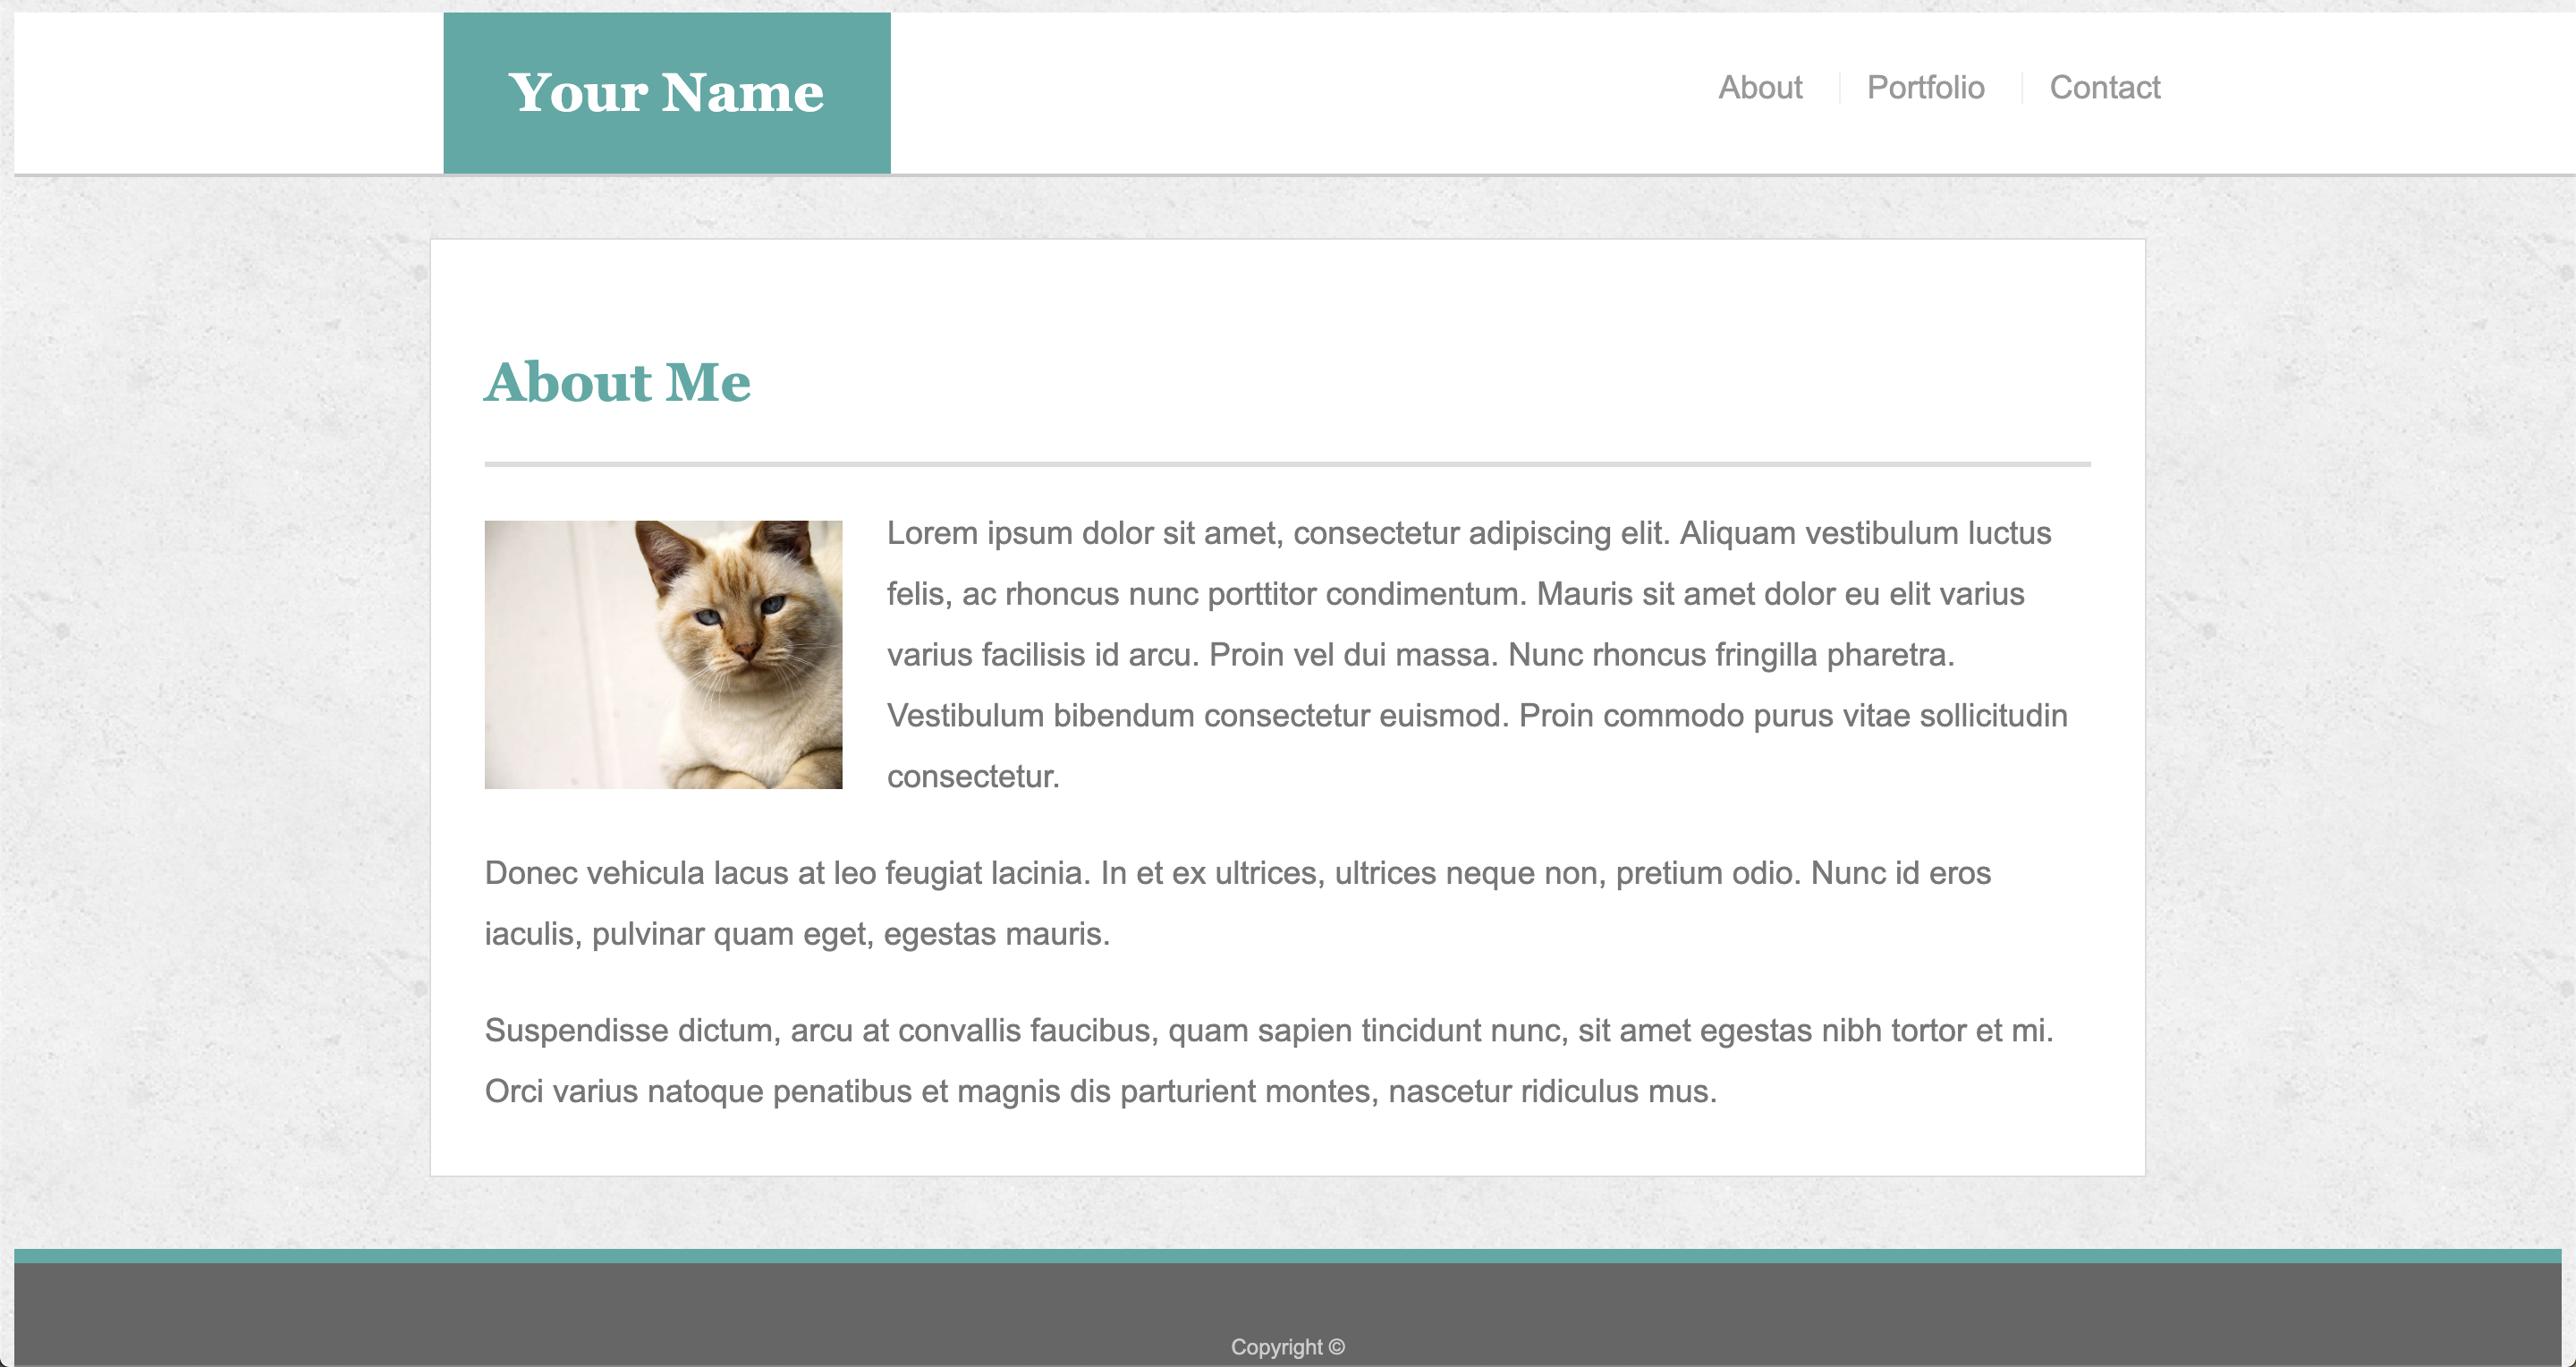 Your Name
About
Portfolio
Contact
About Me
Lorem ipsum dolor sit amet, consectetur adipiscing elit. Aliquam vestibulum luctus
felis, ac rhoncus nunc porttitor condimentum. Mauris sit amet dolor eu elit varius
varius facilisis id arcu. Proin vel dui massa. Nunc rhoncus fringilla pharetra.
Vestibulum bibendum consectetur euismod. Proin commodo purus vitae sollicitudin
consectetur.
Donec vehicula lacus at leo feugiat lacinia. In et ex ultrices, ultrices neque non, pretium odio. Nunc id eros
iaculis, pulvinar quam eget, egestas mauris.
Suspendisse dictum, arcu at convallis faucibus, quam sapien tincidunt nunc, sit amet egestas nibh tortor et mi.
Orci varius natoque penatibus et magnis dis parturient montes, nascetur ridiculus mus.
Copyright ©